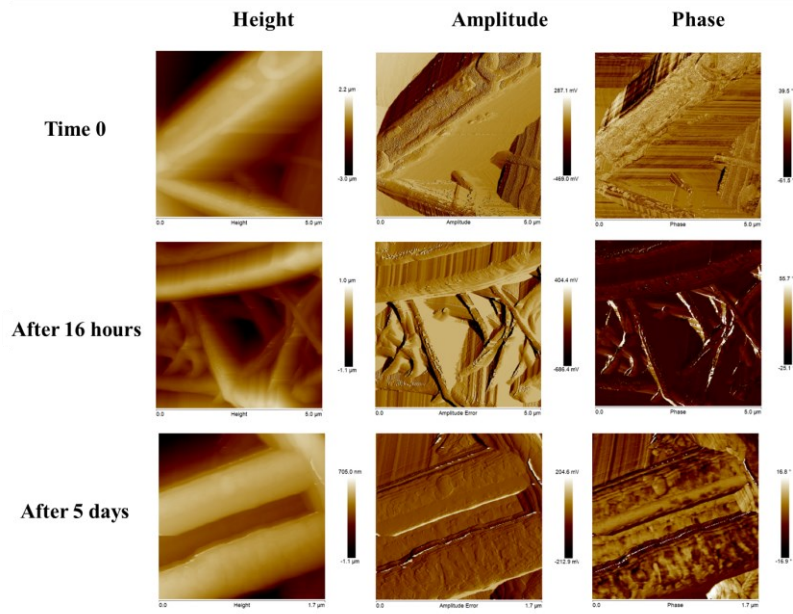 Height Amplitude Phase
Time 0
2.2 µm
-3.0 µm
0.0 Height 5.0 µm
287.1 mV
-469.0 mV
0.0 Amplitude 5.0 µm
-61.5 °
0.0 Phase 5.0 µm
After 16 hours
1.0 µm
-1.1 µm
0.0 Height 5.0 µm
404.4 mV
-686.4 mV
0.0 Amplitude Error 5.0 µm
-25.1 °
0.0 Phase 5.0 µm
After 5 days
705.0 nm
-1.1 µm
0.0 Height 1.7 µm
204.6 mV
-212.9 mV
0.0 Amplitude Error 1.7 µm
16.8 °
-16.9 °
0.0 Phase 1.7 µm